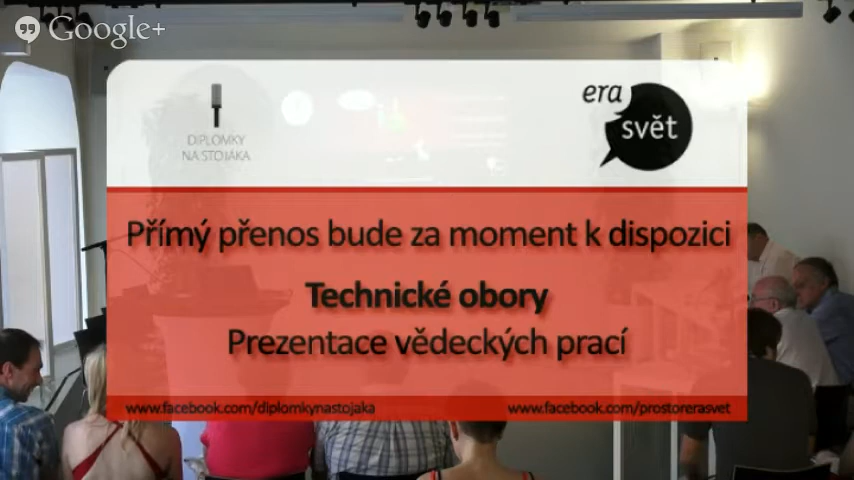 Google+
DIPLOMKY
NA STOJÁKA
era
svět
Přímý přenos bude za moment k dispozici
Technické obory
Prezentace vědeckých prací
www.facebook.com/diplomkynastojaka
www.facebook.com/prostorerasvet